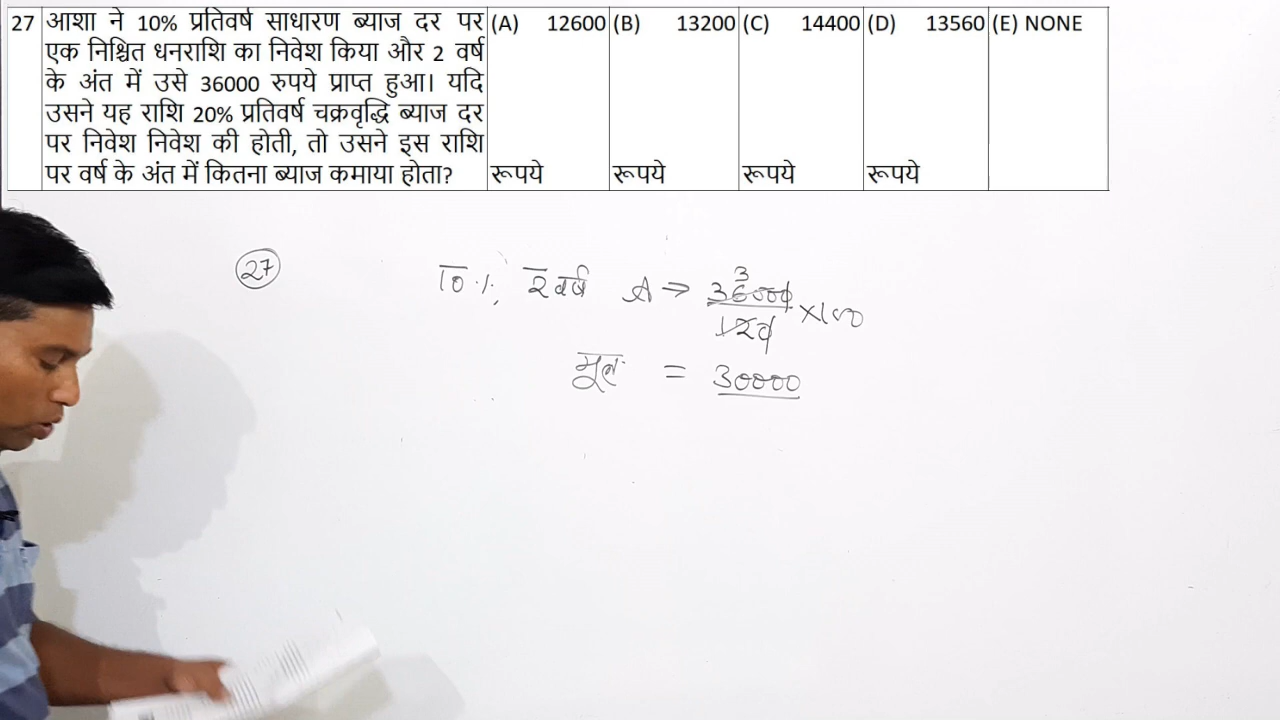 27 आशा ने 10% प्रतिवर्ष साधारण ब्याज दर पर (A) 12600 (B) 13200 (C) 14400 (D) 13560 (E) NONE
एक निश्चित धनराशि का निवेश किया और 2 वर्ष
के अंत में उसे 36000 रुपये प्राप्त हुआ। यदि
उसने यह राशि 20% प्रतिवर्ष चक्रवृद्धि ब्याज दर
पर निवेश निवेश की होती, तो उसने इस राशि
पर वर्ष के अंत में कितना ब्याज कमाया होता? रूपये रूपये रूपये रूपये
27
10%, 2 वर्ष A ⇒ 36000/120 × 100
3
मूल = 30000